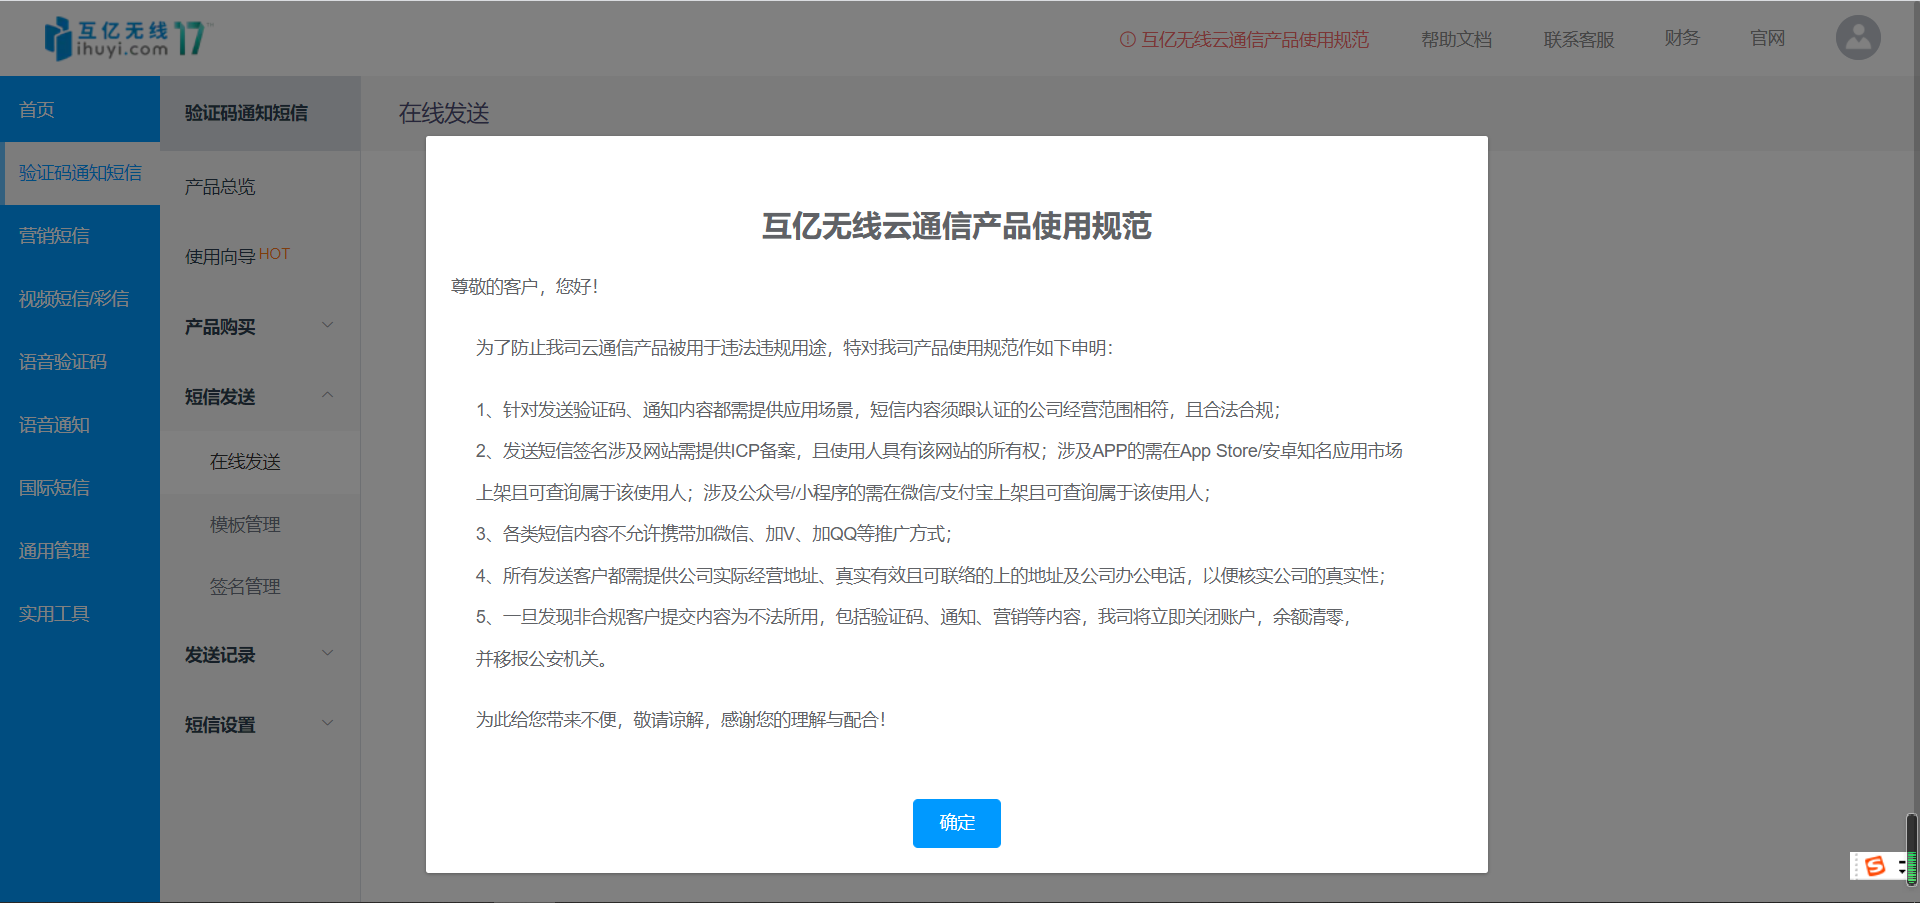 互亿无线 17
ihuyi.com
互亿无线云通信产品使用规范
帮助文档
联系客服
财务
官网
首页
验证码通知短信
营销短信
视频短信/彩信
语音验证码
语音通知
国际短信
通用管理
实用工具
验证码通知短信
产品总览
使用向导 HOT
产品购买
短信发送
在线发送
模板管理
签名管理
发送记录
短信设置
在线发送
互亿无线云通信产品使用规范
尊敬的客户，您好！
为了防止我司云通信产品被用于违法违规用途，特对我司产品使用规范作如下申明：
1、针对发送验证码、通知内容都需提供应用场景，短信内容须跟认证的公司经营范围相符，且合法合规；
2、发送短信签名涉及网站需提供ICP备案，且使用人具有该网站的所有权；涉及APP的需在App Store/安卓知名应用市场
上架且可查询属于该使用人；涉及公众号/小程序的需在微信/支付宝上架且可查询属于该使用人；
3、各类短信内容不允许携带加微信、加V、加QQ等推广方式；
4、所有发送客户都需提供公司实际经营地址、真实有效且可联络的上的地址及公司办公电话，以便核实公司的真实性；
5、一旦发现非合规客户提交内容为不法所用，包括验证码、通知、营销等内容，我司将立即关闭账户，余额清零，
并移报公安机关。
为此给您带来不便，敬请谅解，感谢您的理解与配合！
确定